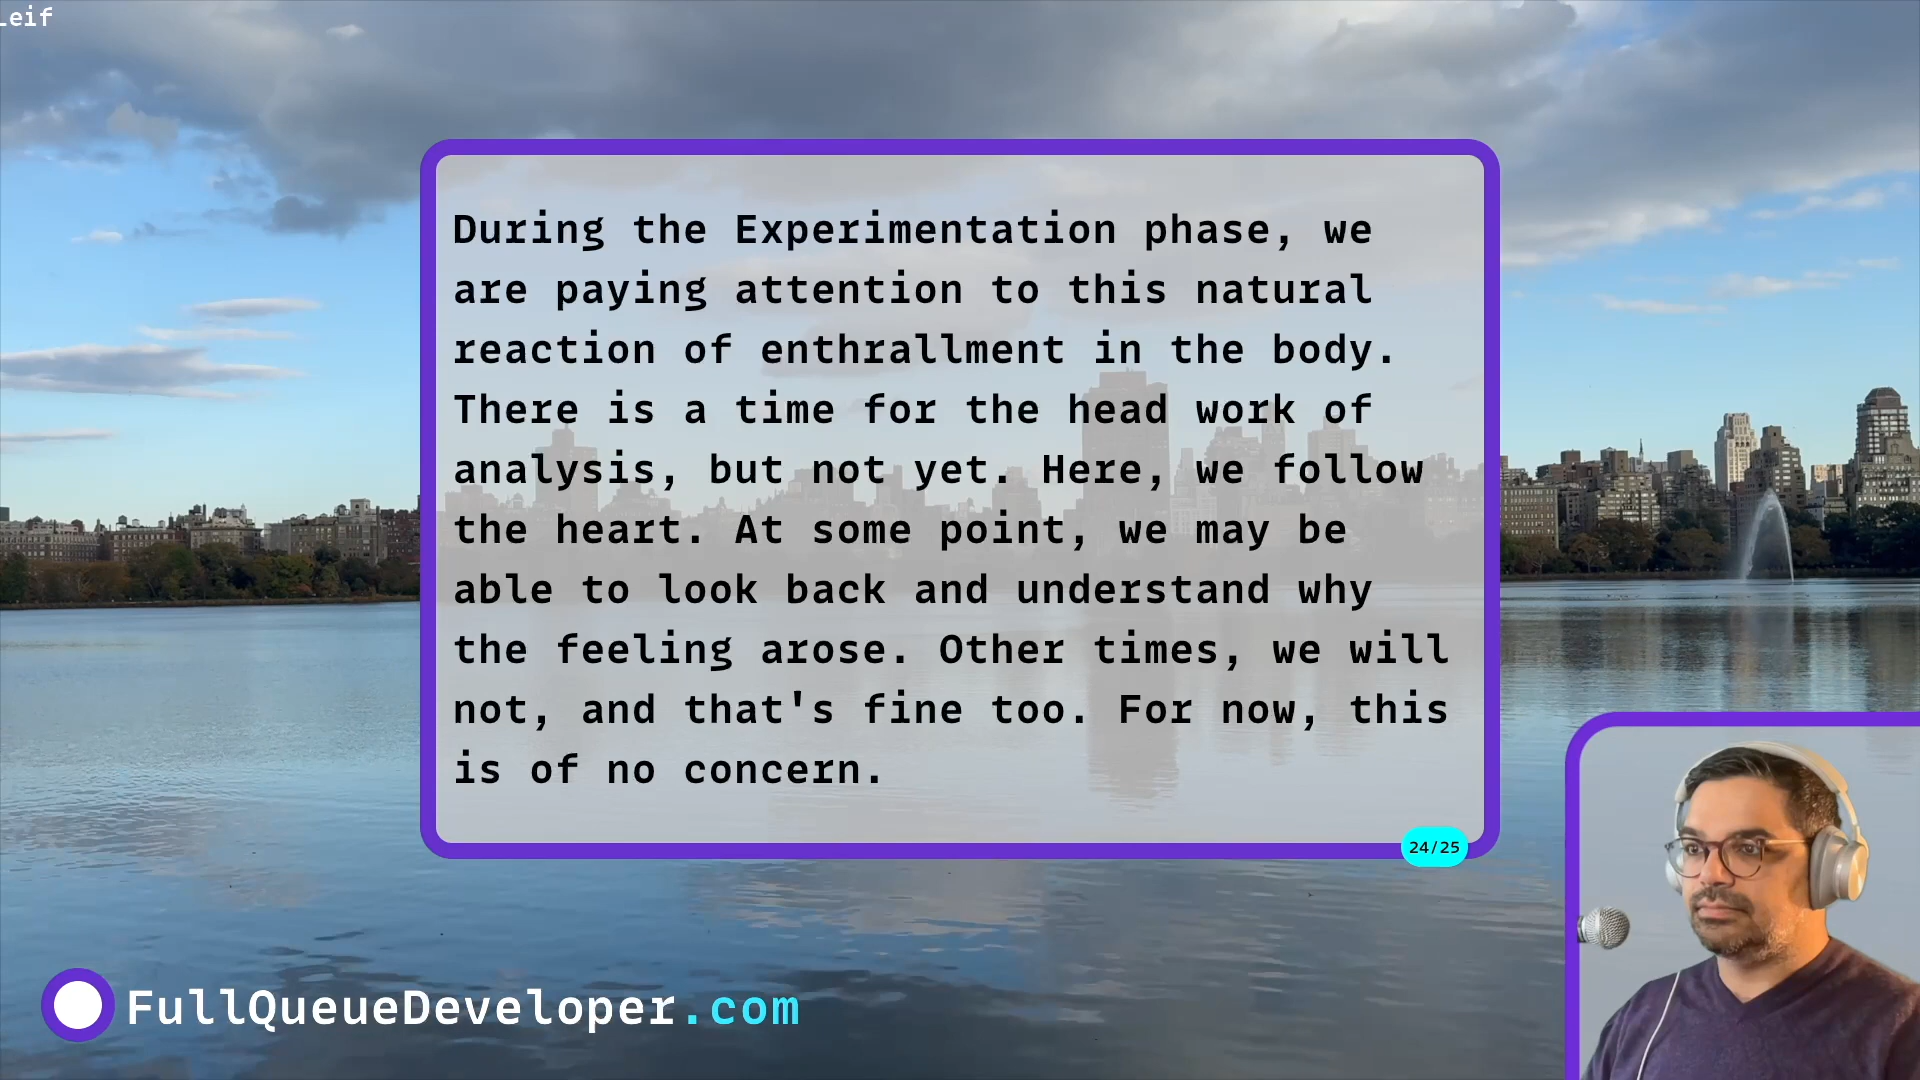 Leif
During the Experimentation phase, we
are paying attention to this natural
reaction of enthrallment in the body.
There is a time for the head work of
analysis, but not yet. Here, we follow
the heart. At some point, we may be
able to look back and understand why
the feeling arose. Other times, we will
not, and that's fine too. For now, this
is of no concern.
24/25
FullQueueDeveloper.com